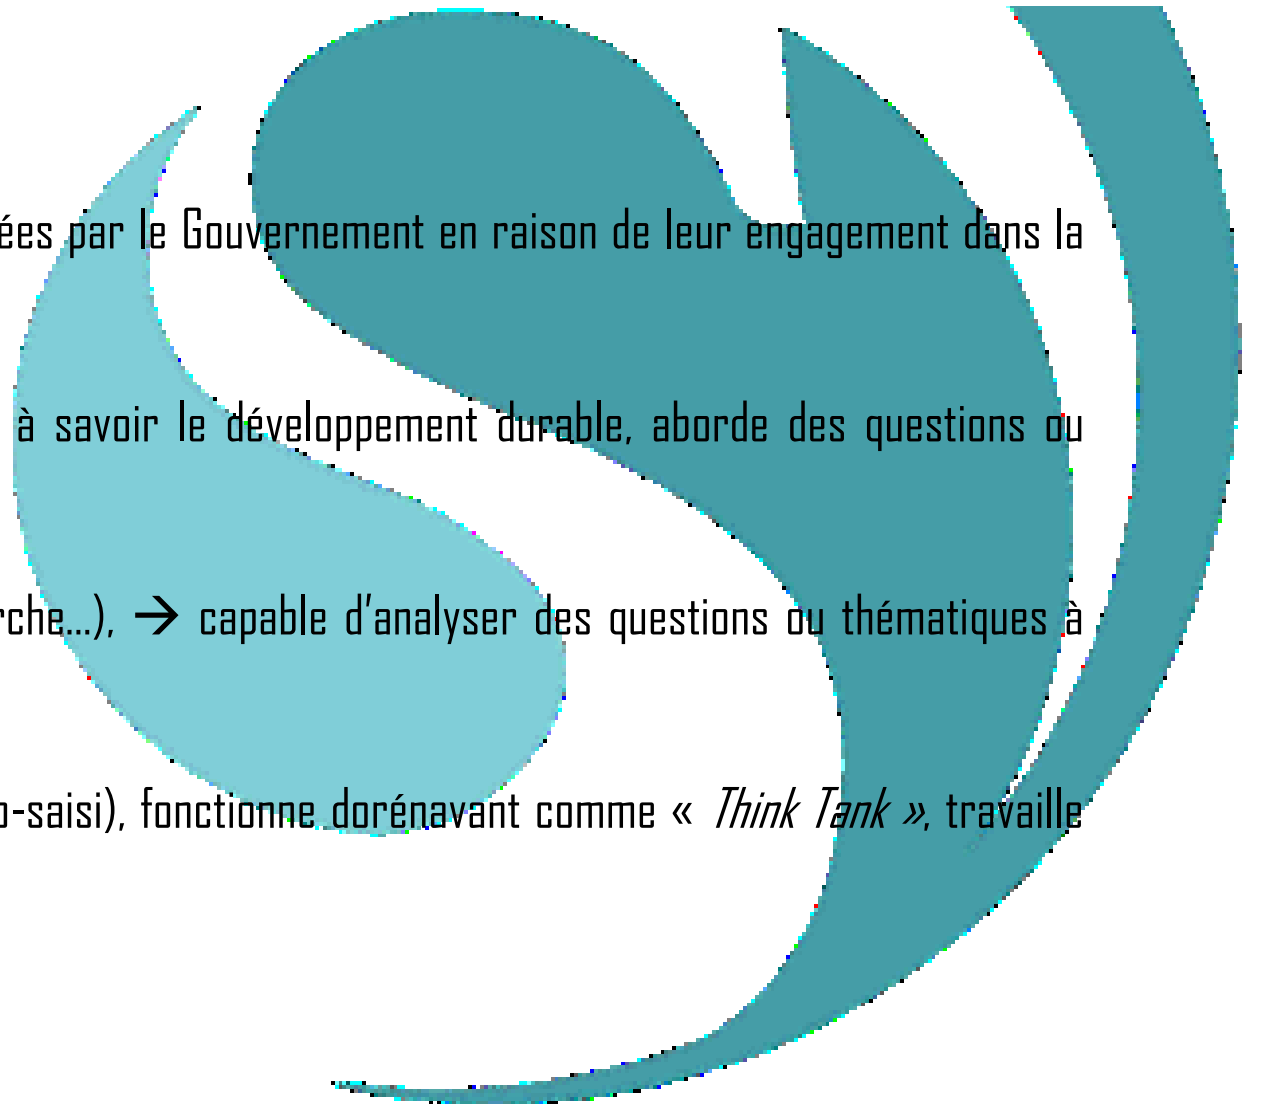 ées par le Gouvernement en raison de leur engagement dans la
à savoir le développement durable, aborde des questions ou
rche…), → capable d'analyser des questions ou thématiques à
o-saisi), fonctionne dorénavant comme « Think Tank », travaille